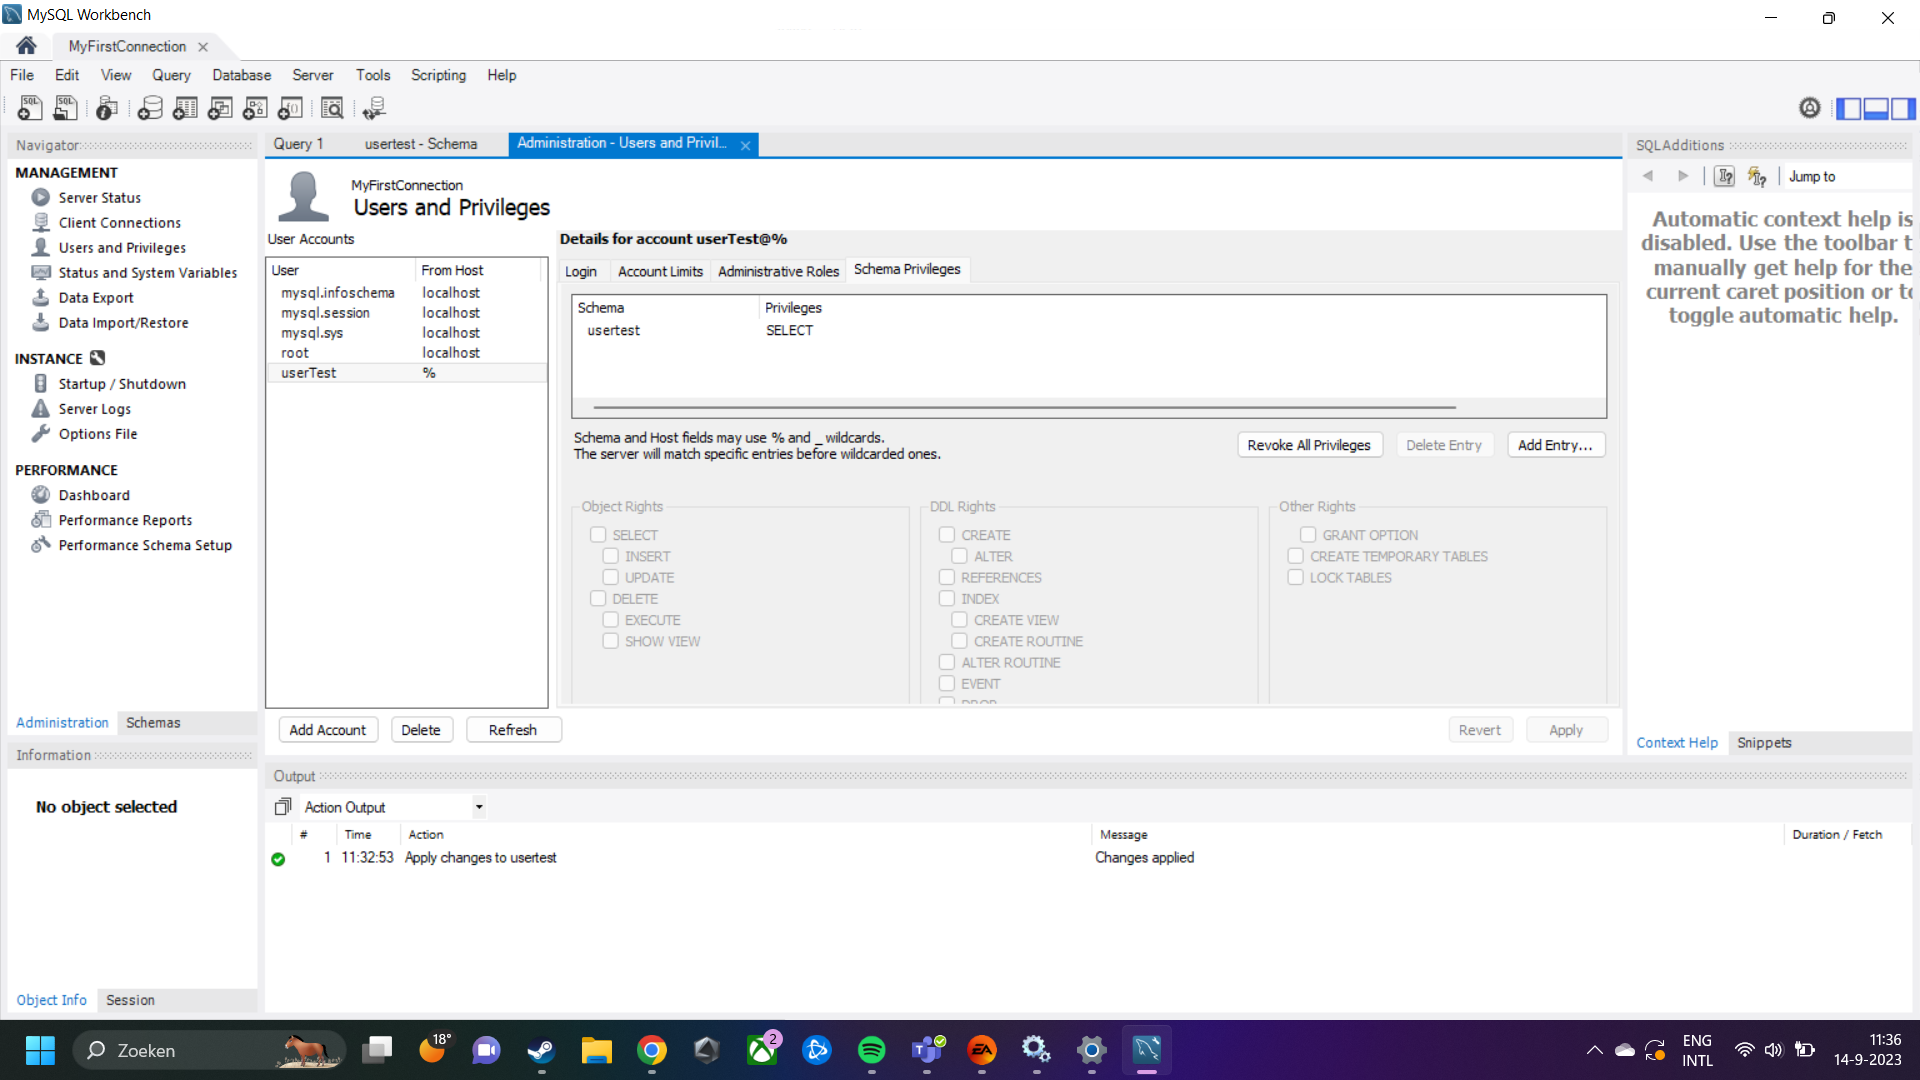 MySQL Workbench
MyFirstConnection
File Edit View Query Database Server Tools Scripting Help
Navigator
MANAGEMENT
Server Status
Client Connections
Users and Privileges
Status and System Variables
Data Export
Data Import/Restore
INSTANCE
Startup / Shutdown
Server Logs
Options File
PERFORMANCE
Dashboard
Performance Reports
Performance Schema Setup
Administration Schemas
Information
No object selected
Object Info Session
Query 1 usertest - Schema Administration - Users and Privil...
MyFirstConnection
Users and Privileges
User Accounts
User From Host
mysql.infoschema localhost
mysql.session localhost
mysql.sys localhost
root localhost
userTest %
Add Account Delete Refresh
Details for account userTest@%
Login Account Limits Administrative Roles Schema Privileges
Schema Privileges
usertest SELECT
Schema and Host fields may use % and _ wildcards.
The server will match specific entries before wildcarded ones.
Revoke All Privileges Delete Entry Add Entry...
Object Rights
SELECT
INSERT
UPDATE
DELETE
EXECUTE
SHOW VIEW
DDL Rights
CREATE
ALTER
REFERENCES
INDEX
CREATE VIEW
CREATE ROUTINE
ALTER ROUTINE
EVENT
DROP
Other Rights
GRANT OPTION
CREATE TEMPORARY TABLES
LOCK TABLES
Revert Apply
SQLAdditions
Jump to
Automatic context help is
disabled. Use the toolbar t
manually get help for the
current caret position or to
toggle automatic help.
Context Help Snippets
Output
Action Output
# Time Action Message Duration / Fetch
1 11:32:53 Apply changes to usertest Changes applied
Zoeken
18°
2
ENG
INTL
11:36
14-9-2023